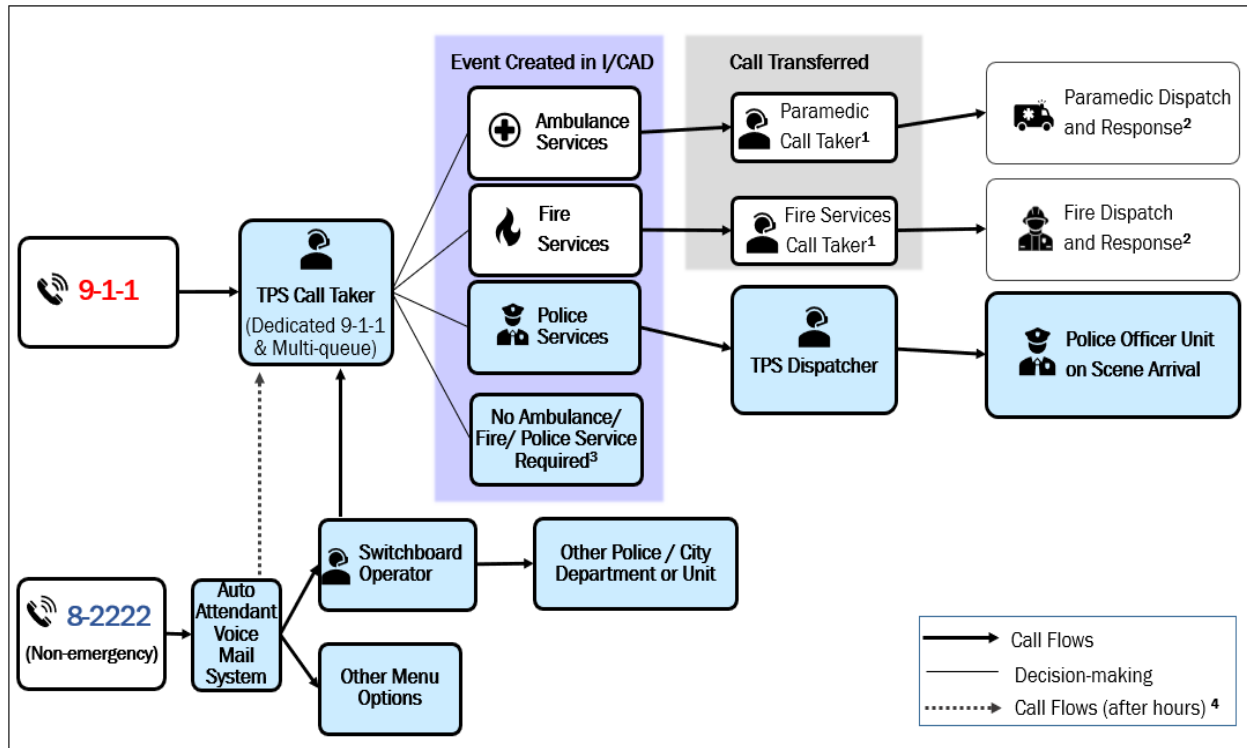 Event Created in I/CAD
Call Transferred
Ambulance
Services
Paramedic
Call Taker1
Paramedic Dispatch
and Response2
Fire
Services
Fire Services
Call Taker1
Fire Dispatch
and Response2
9-1-1
TPS Call Taker
(Dedicated 9-1-1
& Multi-queue)
Police
Services
TPS Dispatcher
Police Officer Unit
on Scene Arrival
No Ambulance/
Fire/ Police Service
Required3
8-2222
(Non-emergency)
Auto
Attendant
Voice
Mail
System
Switchboard
Operator
Other Police / City
Department or Unit
Other Menu
Options
Call Flows
Decision-making
Call Flows (after hours) 4